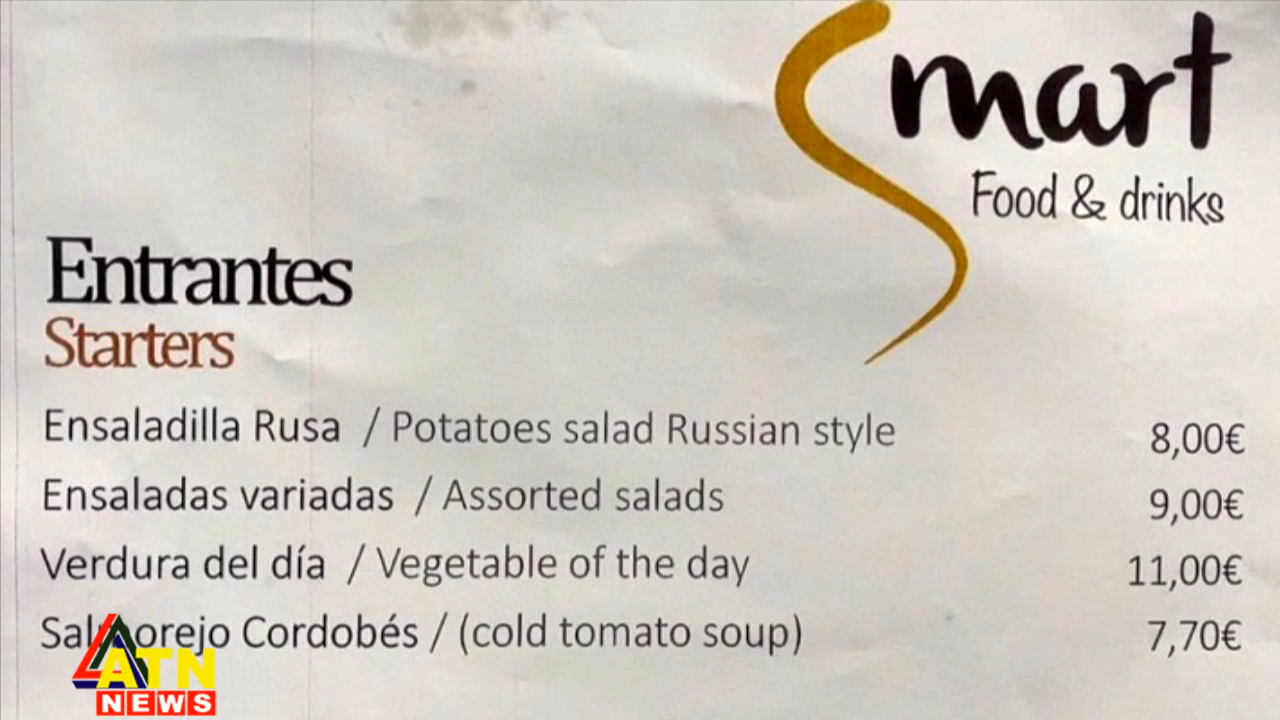 Smart
Food & drinks
Entrantes
Starters
Ensaladilla Rusa / Potatoes salad Russian style 8,00€
Ensaladas variadas / Assorted salads 9,00€
Verdura del día / Vegetable of the day 11,00€
Salmorejo Cordobés / (cold tomato soup) 7,70€
ATN
NEWS